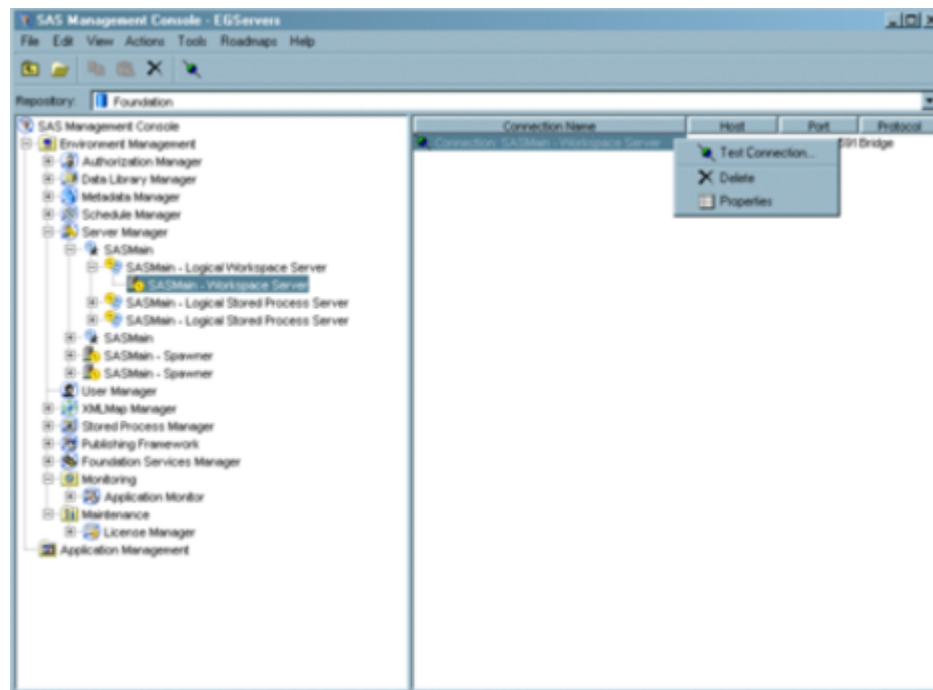 SAS Management Console - EGServers
File Edit View Actions Tools Roadmaps Help
Repository: Foundation
SAS Management Console
Environment Management
Authorization Manager
Data Library Manager
Metadata Manager
Schedule Manager
Server Manager
SASMain
SASMain - Logical Workspace Server
SASMain - Workspace Server
SASMain - Logical Stored Process Server
SASMain - Logical Stored Process Server
SASMain
SASMain - Spawner
SASMain - Spawner
User Manager
XMLMap Manager
Stored Process Manager
Publishing Framework
Foundation Services Manager
Monitoring
Application Monitor
Maintenance
License Manager
Application Management
Connection Name Host Port Protocol
Connection: SASMain - Workspace Server 591 Bridge
Test Connection...
Delete
Properties